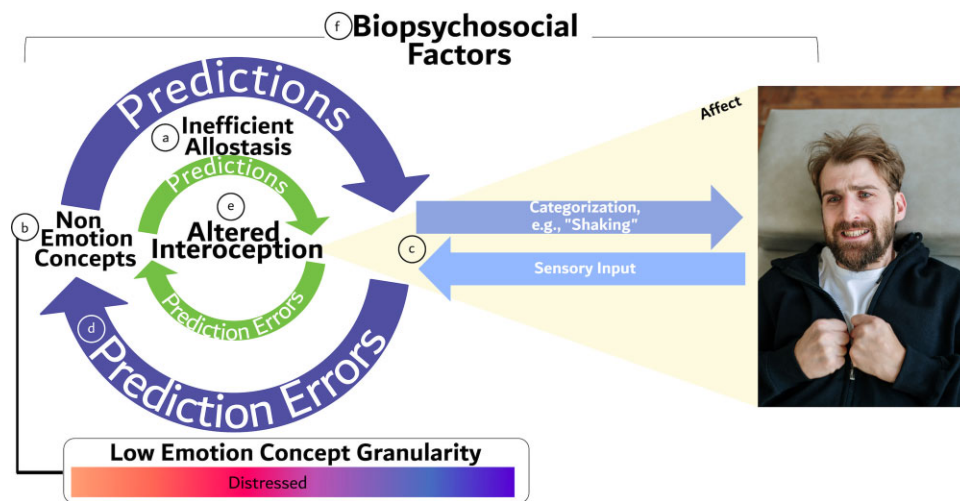 f Biopsychosocial
Factors
Predictions
a Inefficient
Allostasis
Predictions
b Non
Emotion
Concepts
e
Altered
Interoception
Prediction Errors
d Prediction Errors
Affect
Categorization,
e.g., "Shaking"
c
Sensory Input
Low Emotion Concept Granularity
Distressed